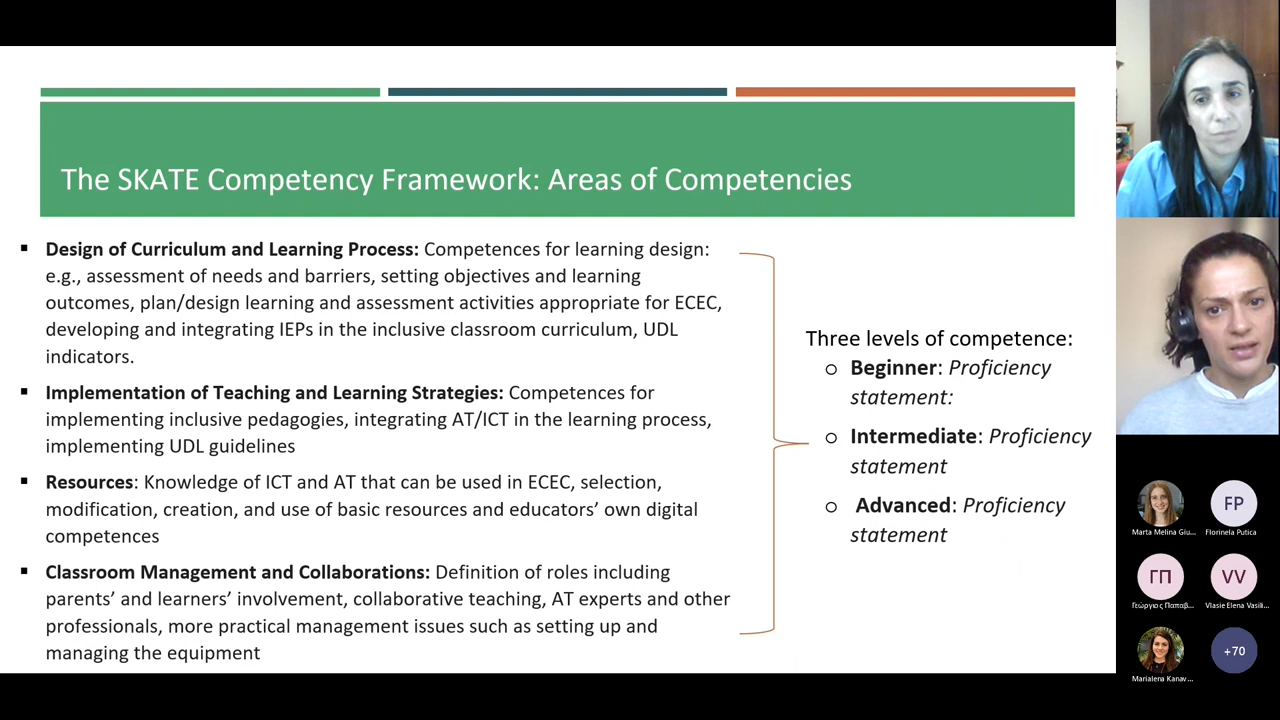 The SKATE Competency Framework: Areas of Competencies
▪ Design of Curriculum and Learning Process: Competences for learning design:
e.g., assessment of needs and barriers, setting objectives and learning
outcomes, plan/design learning and assessment activities appropriate for ECEC,
developing and integrating IEPs in the inclusive classroom curriculum, UDL
indicators.
▪ Implementation of Teaching and Learning Strategies: Competences for
implementing inclusive pedagogies, integrating AT/ICT in the learning process,
implementing UDL guidelines
▪ Resources: Knowledge of ICT and AT that can be used in ECEC, selection,
modification, creation, and use of basic resources and educators’ own digital
competences
▪ Classroom Management and Collaborations: Definition of roles including
parents’ and learners’ involvement, collaborative teaching, AT experts and other
professionals, more practical management issues such as setting up and
managing the equipment
Three levels of competence:
o Beginner: Proficiency
statement:
o Intermediate: Proficiency
statement
o Advanced: Proficiency
statement
FP
Marta Melina Giu...
Florinela Putica
ΓΠ
VV
Γεώργιος Παπαβ...
Vlasie Elena Vasili...
+70
Marialena Kanav...